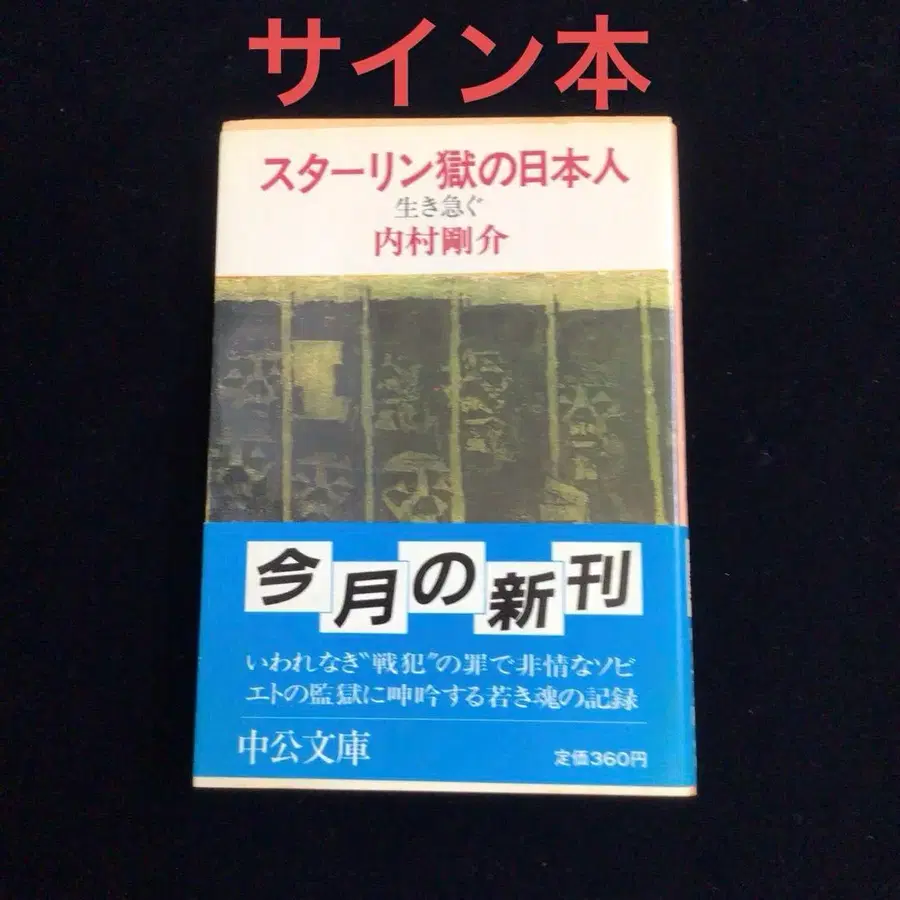 サイン本
スターリン獄の日本人
生き急ぐ
内村剛介
今月の新刊
いわれなき〝戦犯〟の罪で非情なソビ
エトの監獄に呻吟する若き魂の記録
中公文庫
定価360円